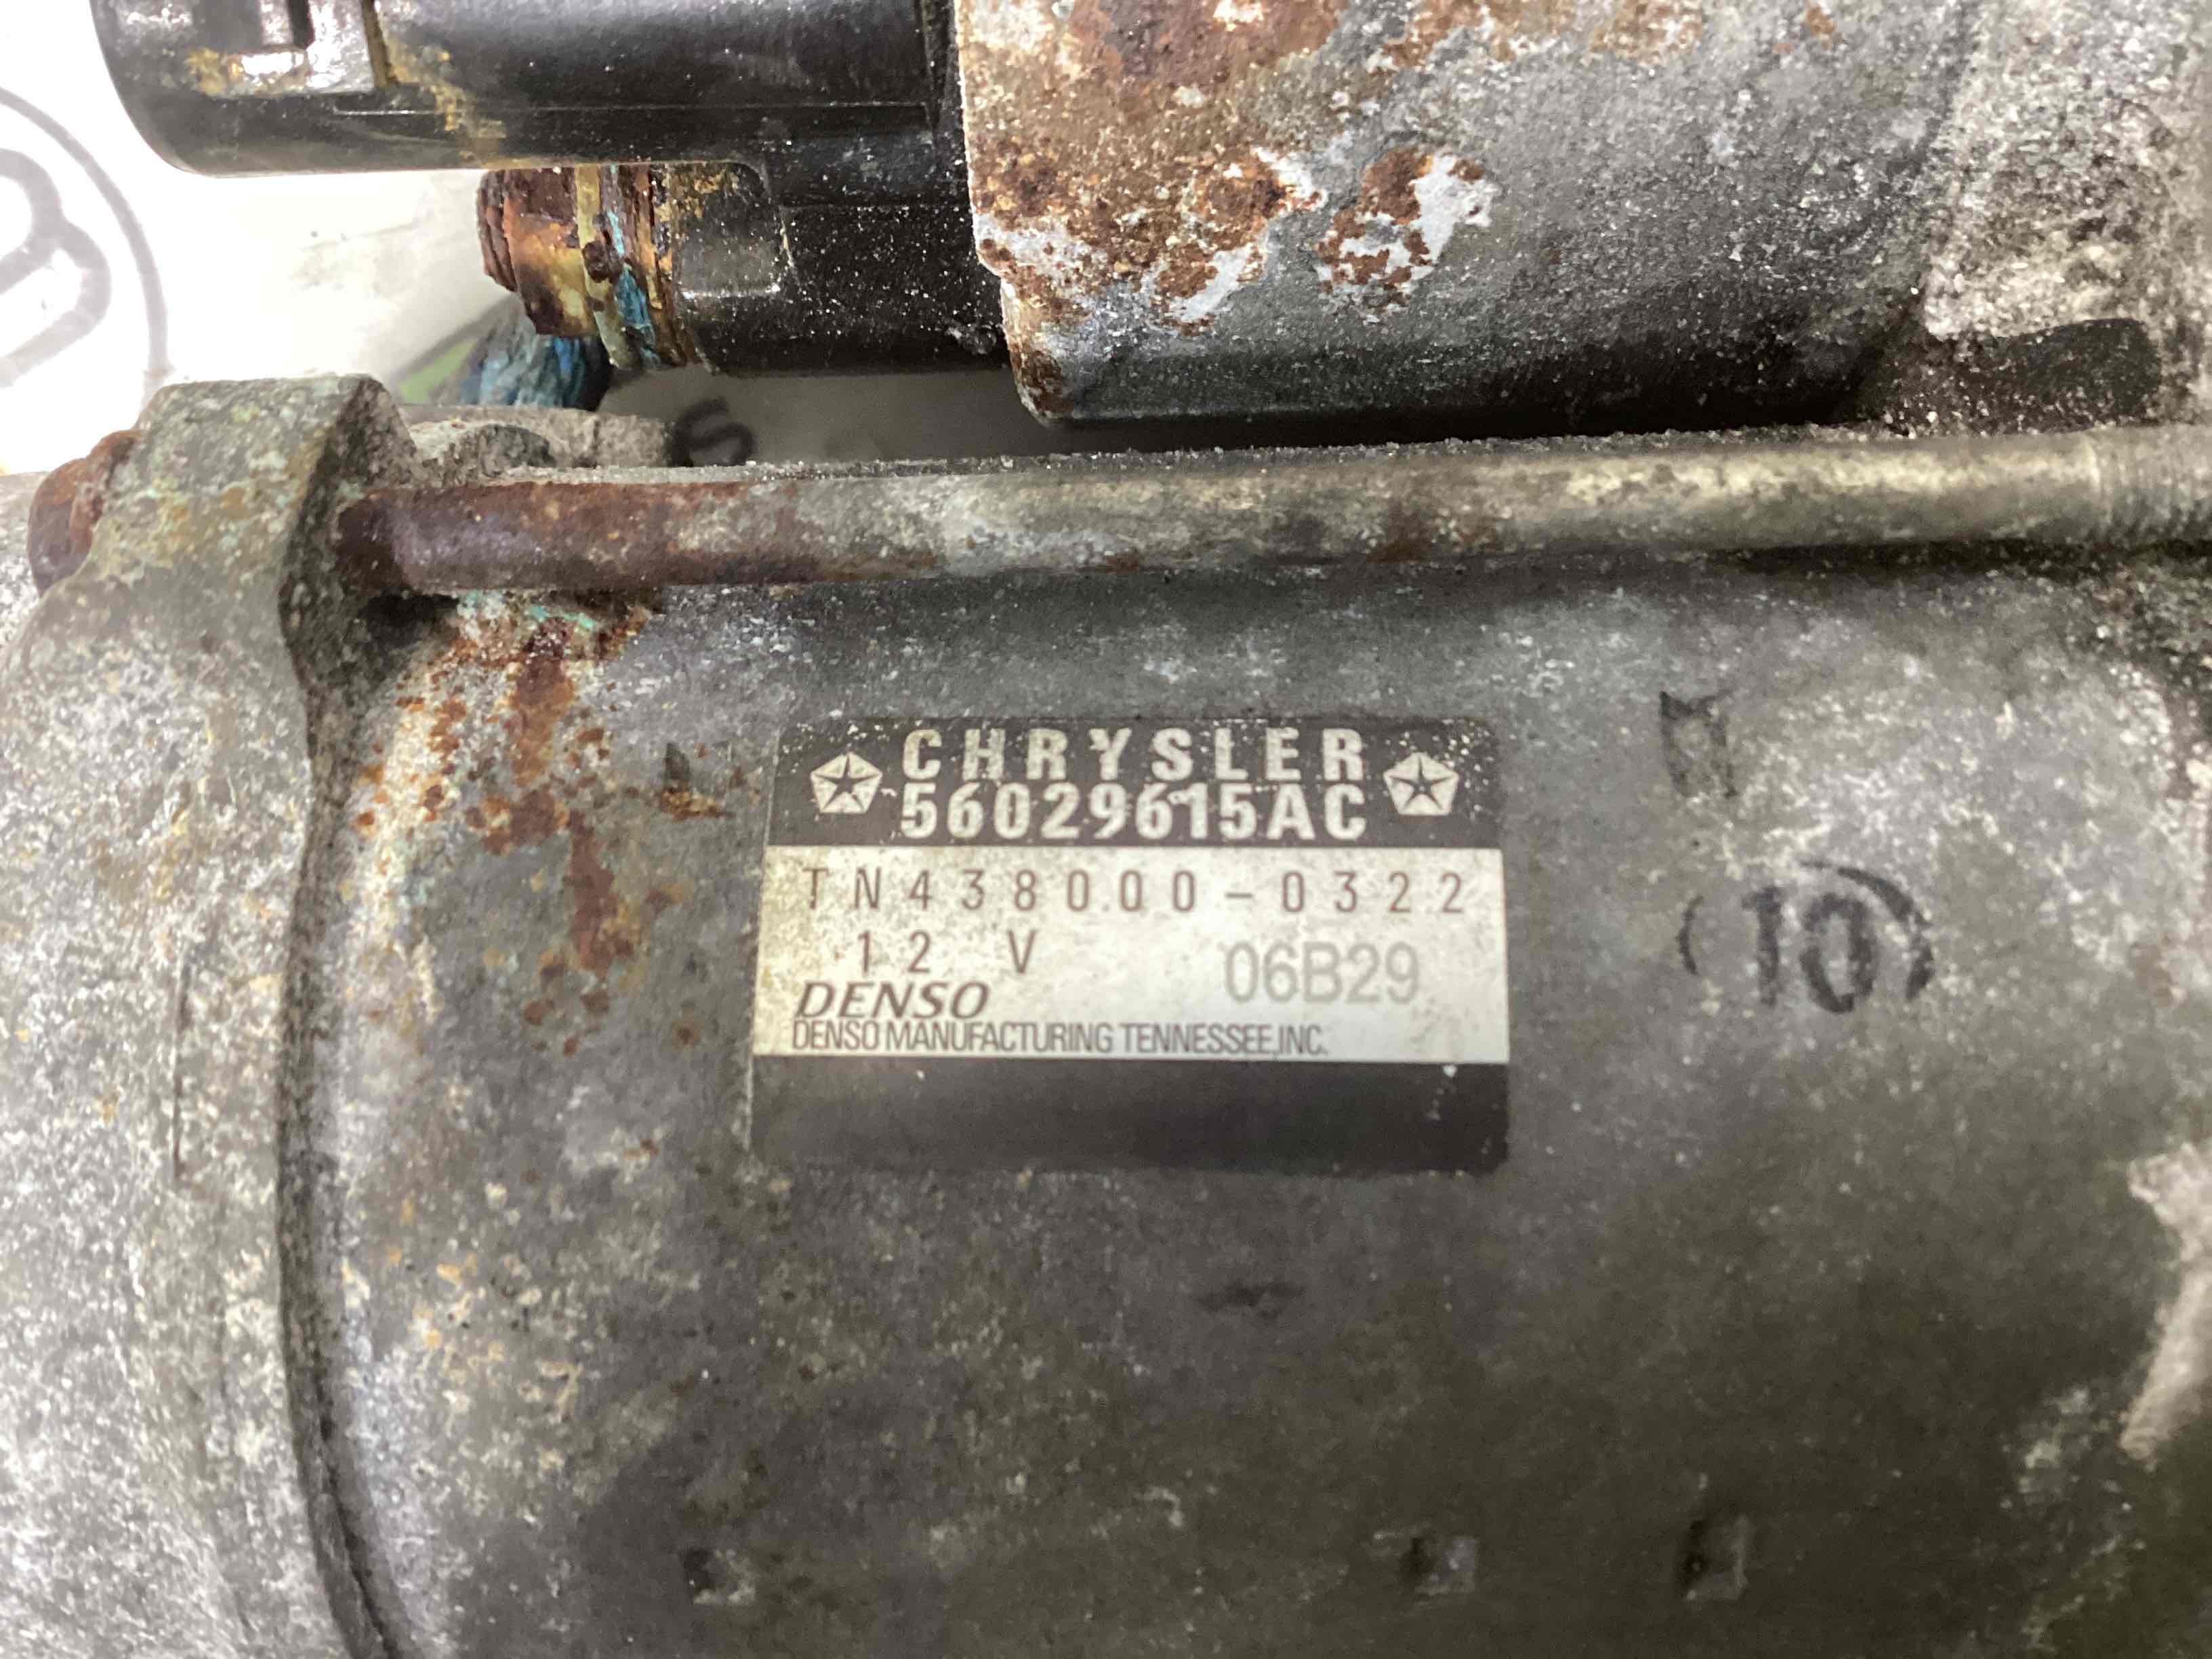 CHRYSLER
56029615AC
TN438000-0322
12 V
06B29
DENSO
DENSO MANUFACTURING TENNESSEE,INC.
(10)